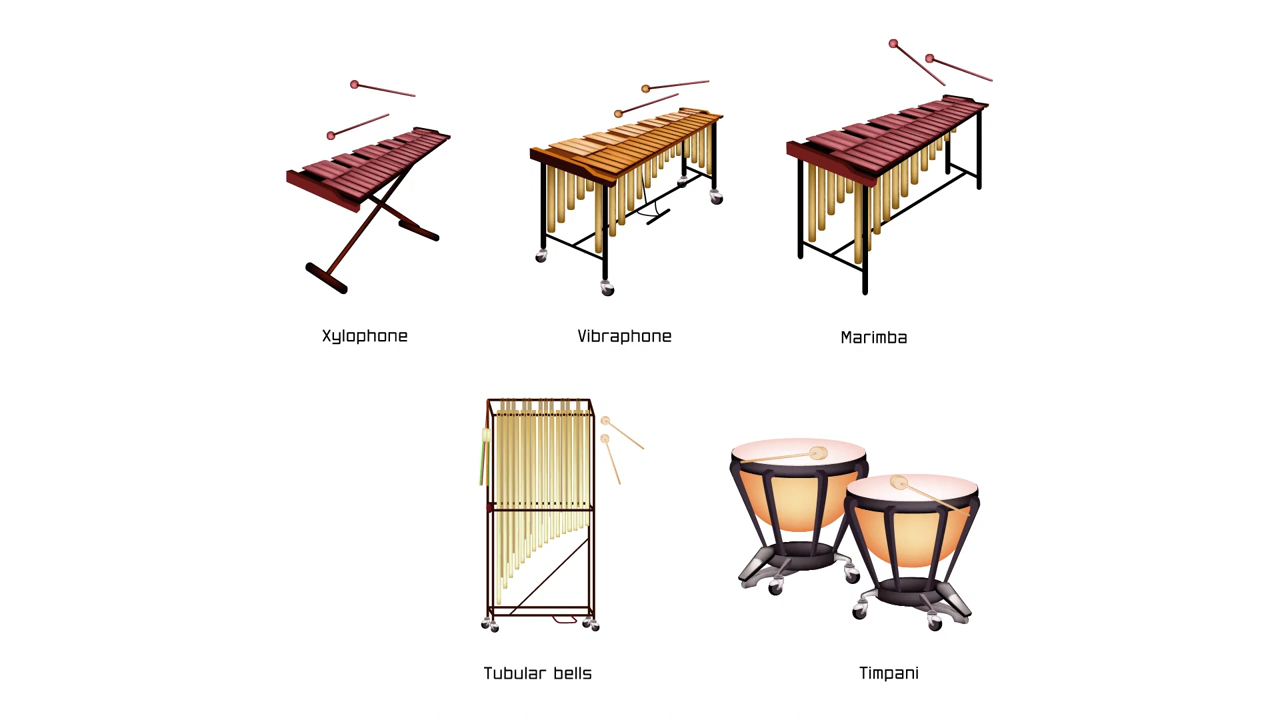 Xylophone
Vibraphone
Marimba
Tubular bells
Timpani